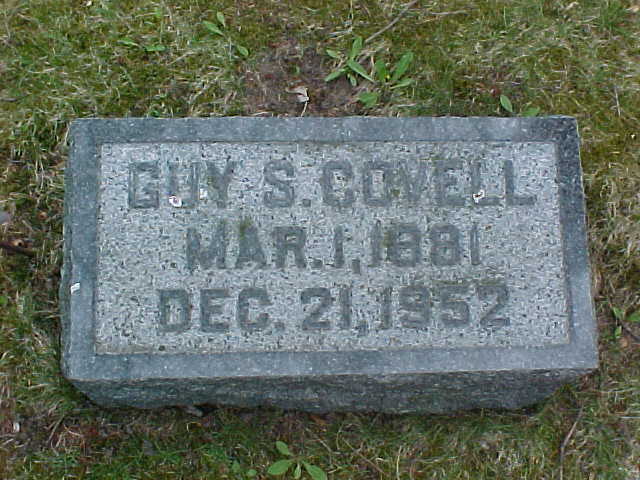 GUY S. COVELL
MAR. 1, 1881
DEC. 21, 1952